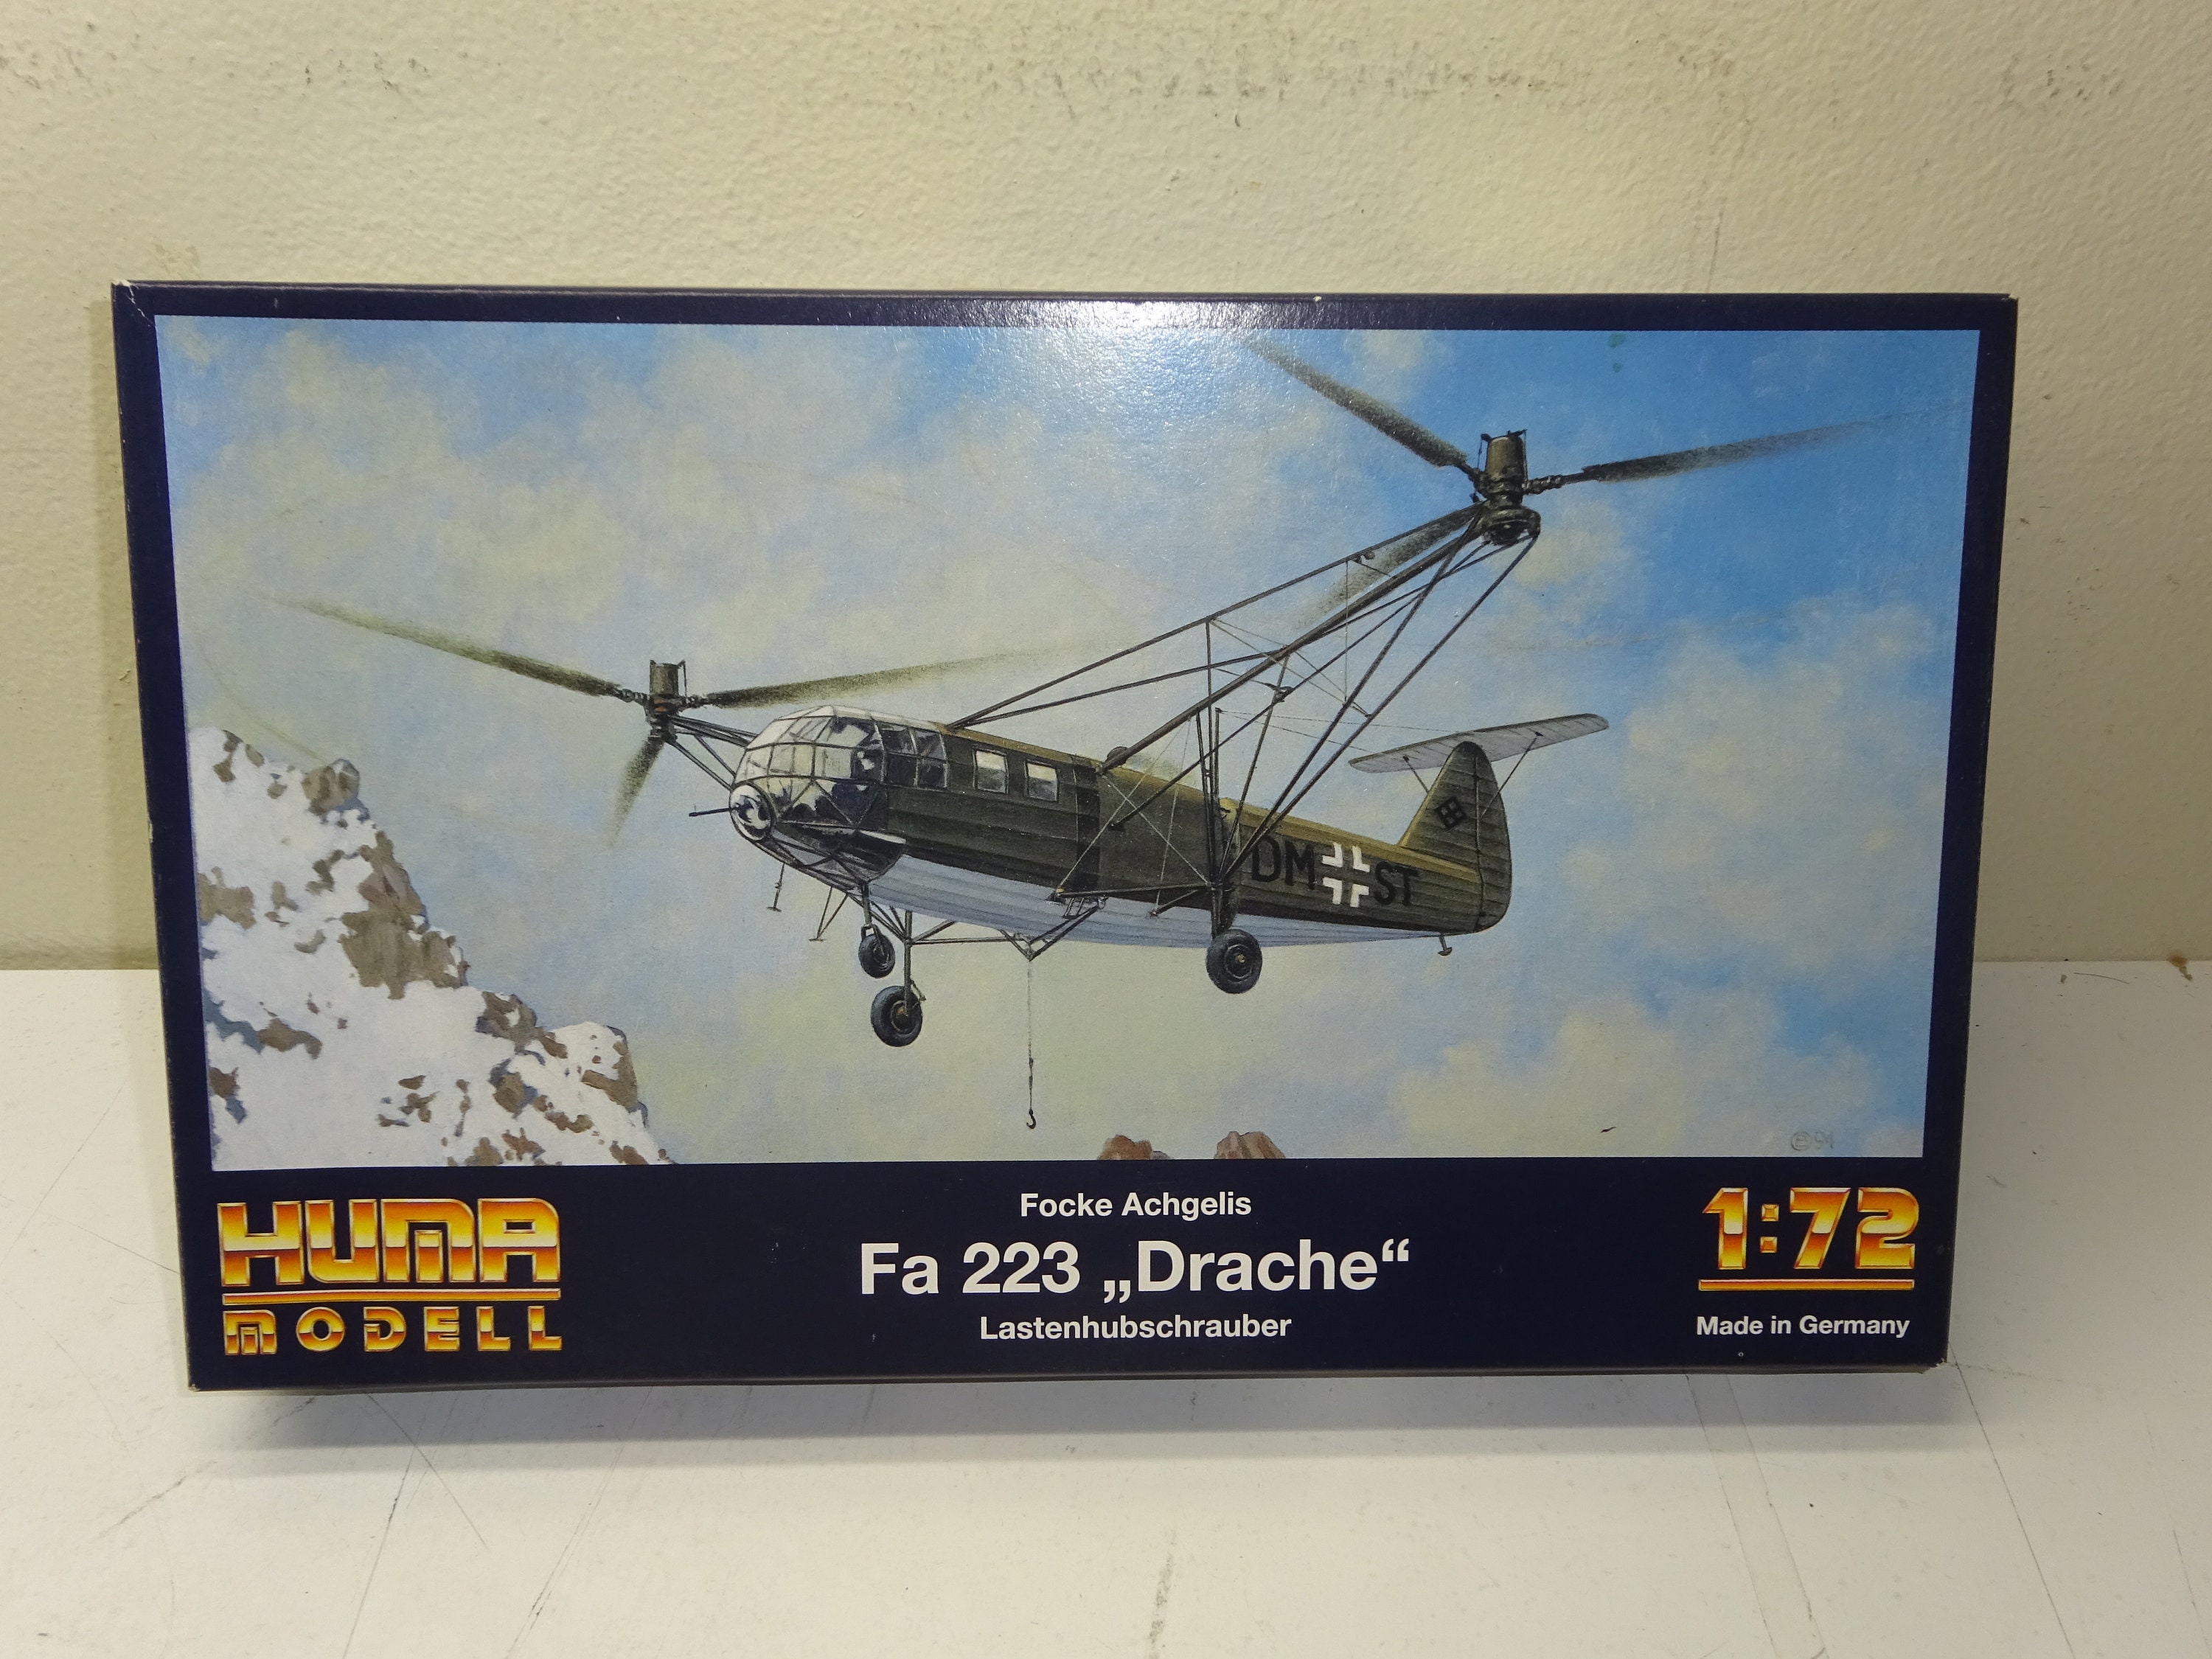 DM ST
HUMA
MODELL
Focke Achgelis
Fa 223 „Drache“
Lastenhubschrauber
1:72
Made in Germany